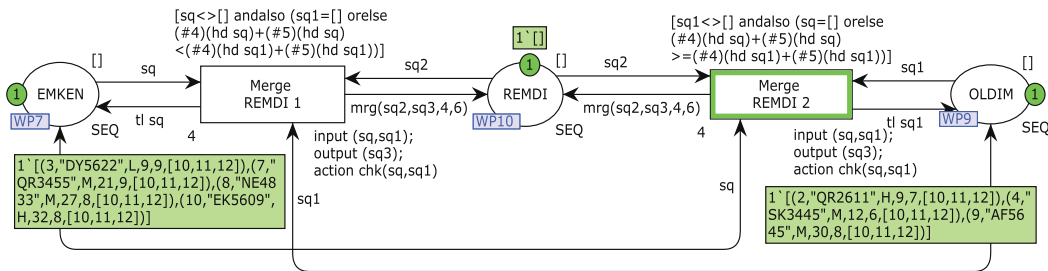 [sq<>[] andalso (sq1=[] orelse
(#4)(hd sq)+(#5)(hd sq)
<(#4)(hd sq1)+(#5)(hd sq1))]
[sq1<>[] andalso (sq=[] orelse
(#4)(hd sq)+(#5)(hd sq)
>=(#4)(hd sq1)+(#5)(hd sq1))]
1`[]
[]
[]
[]
sq
sq2
sq2
sq1
1
EMKEN
Merge
REMDI 1
1
REMDI
Merge
REMDI 2
OLDIM
1
tl sq
mrg(sq2,sq3,4,6)
mrg(sq2,sq3,4,6)
tl sq1
WP7
WP10
WP9
SEQ
4
SEQ
4
SEQ
input (sq,sq1);
output (sq3);
action chk(sq,sq1)
input (sq,sq1);
output (sq3);
action chk(sq,sq1)
1`[(3,"DY5622",L,9,9,[10,11,12]),(7,"
QR3455",M,21,9,[10,11,12]),(8,"NE48
33",M,27,8,[10,11,12]),(10,"EK5609",
H,32,8,[10,11,12])]
sq1
sq
1`[(2,"QR2611",H,9,7,[10,11,12]),(4,"
SK3445",M,12,6,[10,11,12]),(9,"AF56
45",M,30,8,[10,11,12])]